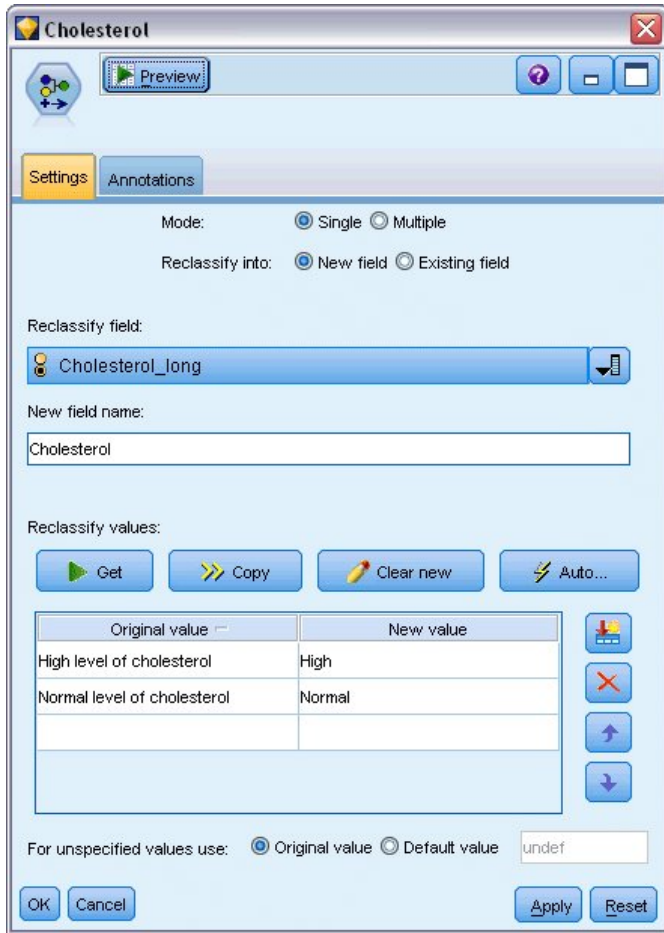 Cholesterol
Preview
Settings Annotations
Mode: Single Multiple
Reclassify into: New field Existing field
Reclassify field:
Cholesterol_long
New field name:
Cholesterol
Reclassify values:
Get Copy Clear new Auto...
Original value New value
High level of cholesterol High
Normal level of cholesterol Normal
For unspecified values use: Original value Default value undef
OK Cancel Apply Reset